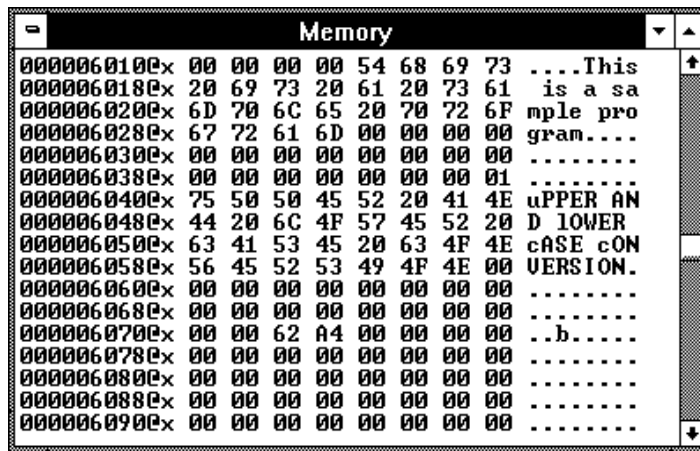 Memory
000006010@x 00 00 00 00 54 68 69 73 ....This
000006018@x 20 69 73 20 61 20 73 61  is a sa
000006020@x 6D 70 6C 65 20 70 72 6F mple pro
000006028@x 67 72 61 6D 00 00 00 00 gram....
000006030@x 00 00 00 00 00 00 00 00 ........
000006038@x 00 00 00 00 00 00 00 01 ........
000006040@x 75 50 50 45 52 20 41 4E uPPER AN
000006048@x 44 20 6C 4F 57 45 52 20 D lOWER 
000006050@x 63 41 53 45 20 63 4F 4E cASE cON
000006058@x 56 45 52 53 49 4F 4E 00 VERSION.
000006060@x 00 00 00 00 00 00 00 00 ........
000006068@x 00 00 00 00 00 00 00 00 ........
000006070@x 00 00 62 A4 00 00 00 00 ..b.....
000006078@x 00 00 00 00 00 00 00 00 ........
000006080@x 00 00 00 00 00 00 00 00 ........
000006088@x 00 00 00 00 00 00 00 00 ........
000006090@x 00 00 00 00 00 00 00 00 ........